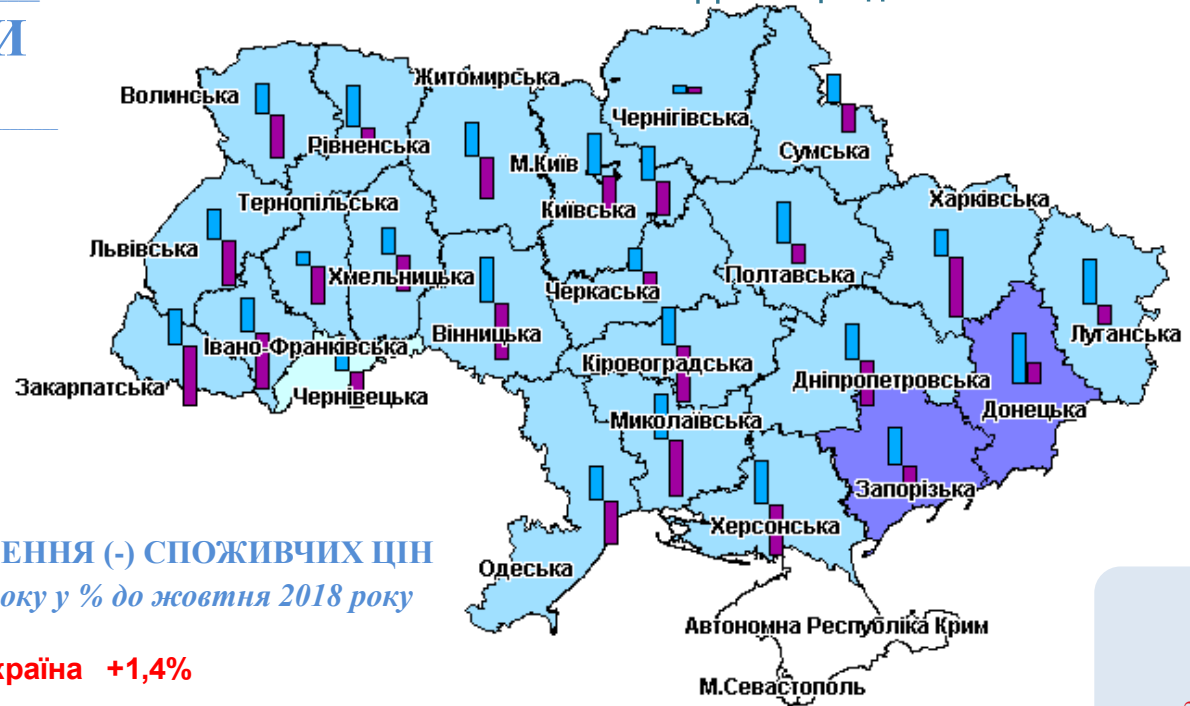 И
Житомирська
Волинська
Чернігівська
Рівненська
Сумська
М.Київ
Харківська
Тернопільська
Київська
Львівська
Хмельницька
Полтавська
Черкаська
Вінницька
Луганська
Івано-Франківська
Кіровоградська
Закарпатська
Чернівецька
Дніпропетровська
Донецька
Миколаївська
Запорізька
Херсонська
ЕННЯ (-) СПОЖИВЧИХ ЦІН
Одеська
оку у % до жовтня 2018 року
Автономна Республіка Крим
країна +1,4%
М.Севастополь